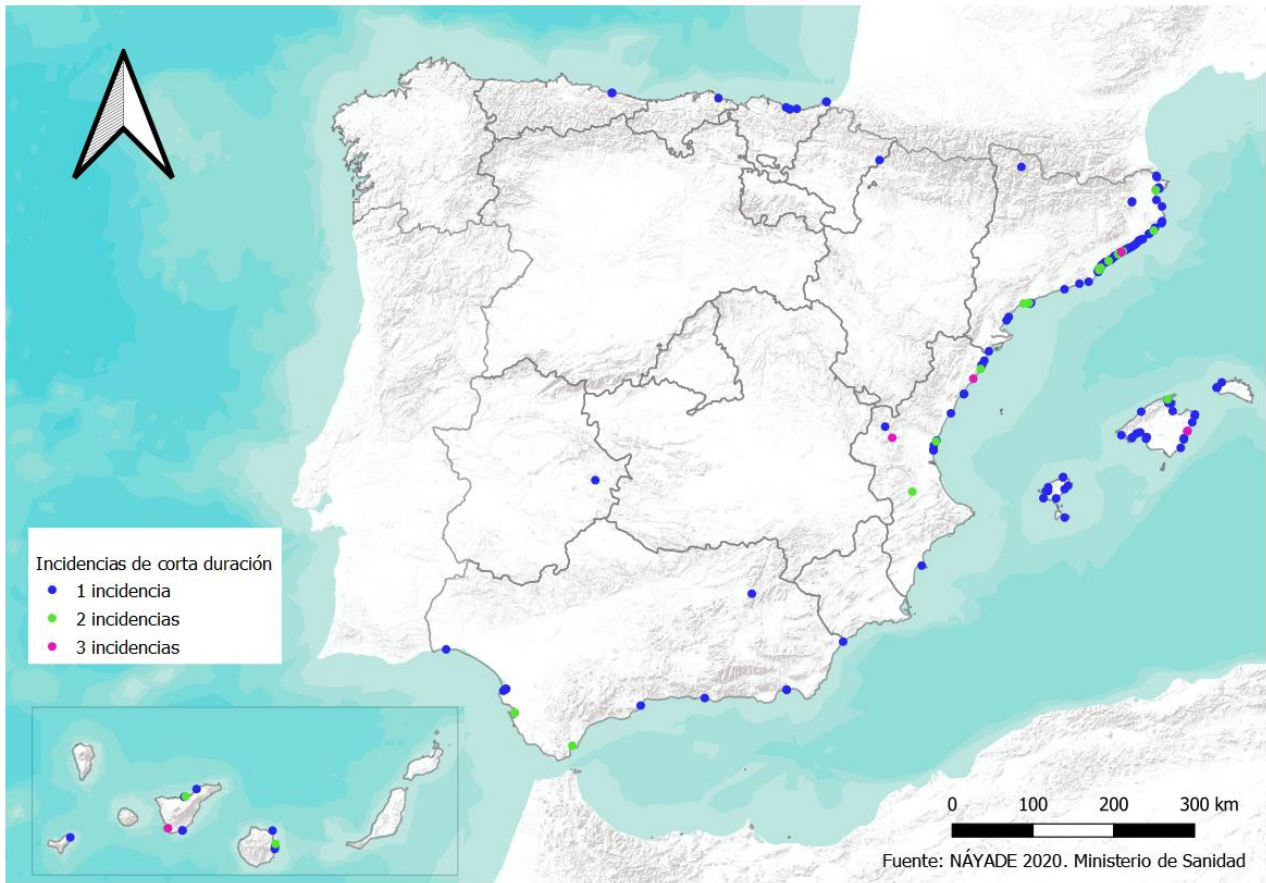 Incidencias de corta duración
1 incidencia
2 incidencias
3 incidencias
0 100 200 300 km
Fuente: NÁYADE 2020. Ministerio de Sanidad